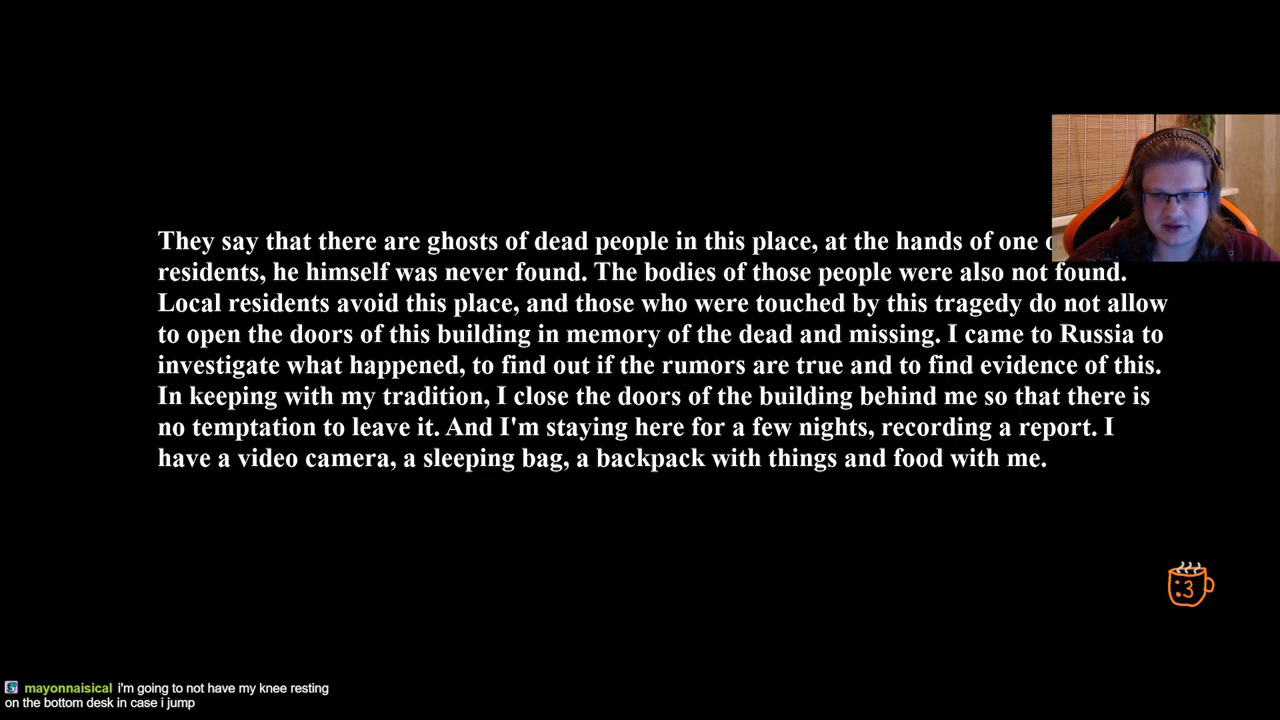 They say that there are ghosts of dead people in this place, at the hands of one
residents, he himself was never found. The bodies of those people were also not found.
Local residents avoid this place, and those who were touched by this tragedy do not allow
to open the doors of this building in memory of the dead and missing. I came to Russia to
investigate what happened, to find out if the rumors are true and to find evidence of this.
In keeping with my tradition, I close the doors of the building behind me so that there is
no temptation to leave it. And I'm staying here for a few nights, recording a report. I
have a video camera, a sleeping bag, a backpack with things and food with me.
:3
mayonnaisical i'm going to not have my knee resting
on the bottom desk in case i jump